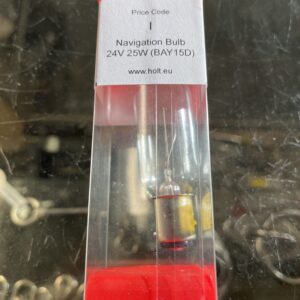 Price Code
I
Navigation Bulb
24V 25W (BAY15D)
www.holt.eu